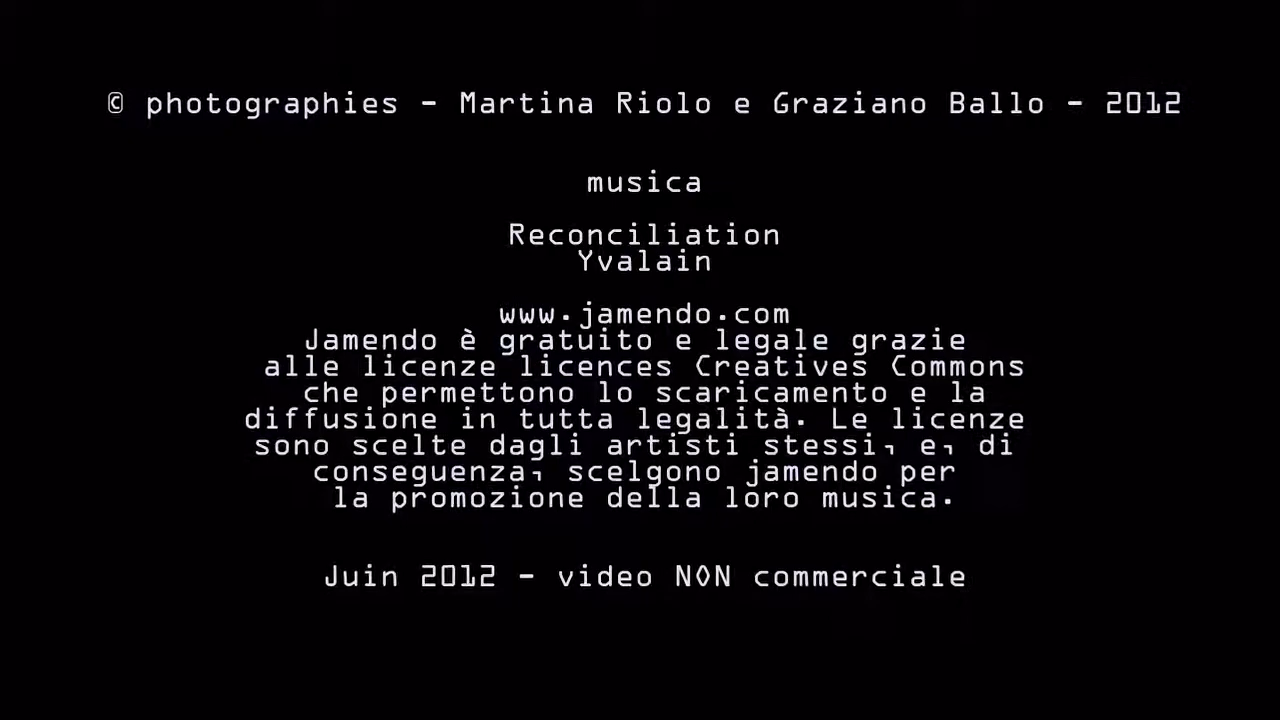 © photographies - Martina Riolo e Graziano Ballo - 2012
musica
Reconciliation
Yvalain
www.jamendo.com
Jamendo è gratuito e legale grazie
alle licenze licences Creatives Commons
che permettono lo scaricamento e la
diffusione in tutta legalità. Le licenze
sono scelte dagli artisti stessi, e, di
conseguenza, scelgono jamendo per
la promozione della loro musica.
Juin 2012 - video NON commerciale